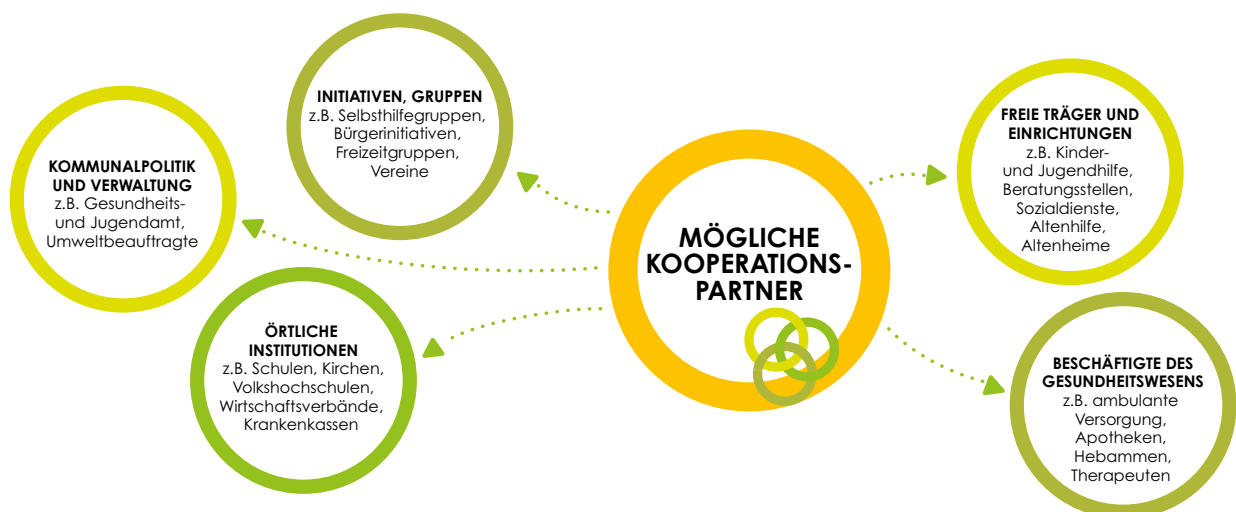 INITIATIVEN, GRUPPEN
z.B. Selbsthilfegruppen,
Bürgerinitiativen,
Freizeitgruppen,
Vereine
KOMMUNALPOLITIK
UND VERWALTUNG
z.B. Gesundheits-
und Jugendamt,
Umweltbeauftragte
ÖRTLICHE
INSTITUTIONEN
z.B. Schulen, Kirchen,
Volkshochschulen,
Wirtschaftsverbände,
Krankenkassen
MÖGLICHE
KOOPERATIONS-
PARTNER
FREIE TRÄGER UND
EINRICHTUNGEN
z.B. Kinder-
und Jugendhilfe,
Beratungsstellen,
Sozialdienste,
Altenhilfe,
Altenheime
BESCHÄFTIGTE DES
GESUNDHEITSWESENS
z.B. ambulante
Versorgung,
Apotheken,
Hebammen,
Therapeuten